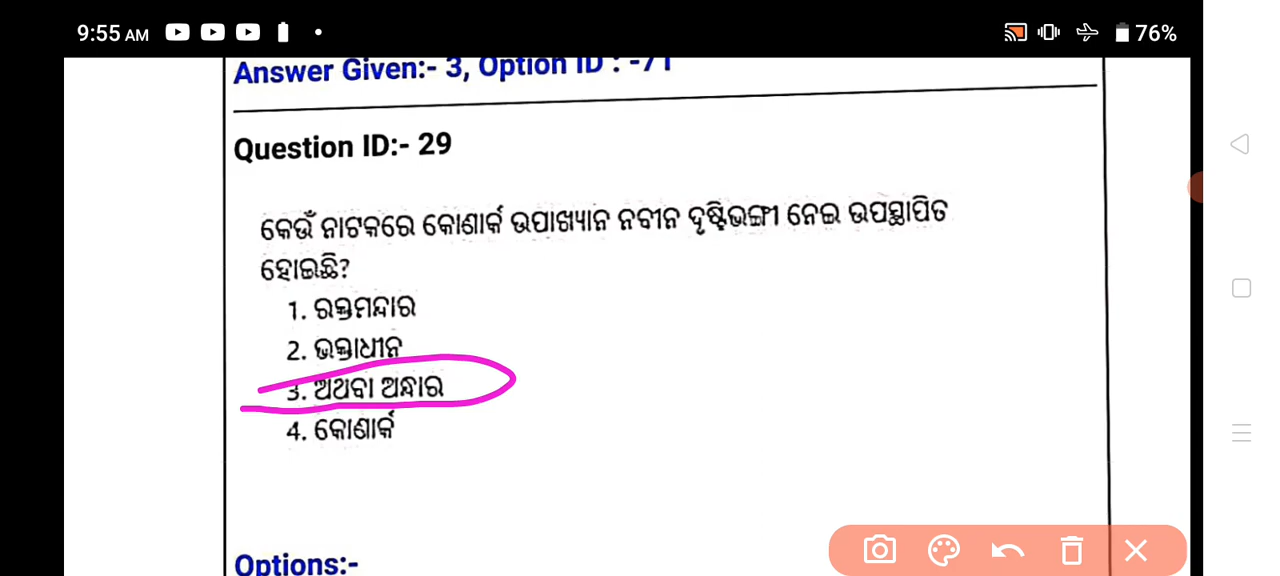 9:55 AM
76%
Answer Given:- 3, Option ID : -71
Question ID:- 29
କେଉଁ ନାଟକରେ କୋଣାର୍କ ଉପାଖ୍ୟାନ ନବୀନ ଦୃଷ୍ଟିଭଙ୍ଗୀ ନେଇ ଉପସ୍ଥାପିତ
ହୋଇଛି?
1. ରକ୍ତମନ୍ଦାର
2. ଭକ୍ତାଧୀନ
3. ଅଥବା ଅନ୍ଧାର
4. କୋଣାର୍କ
Options:-